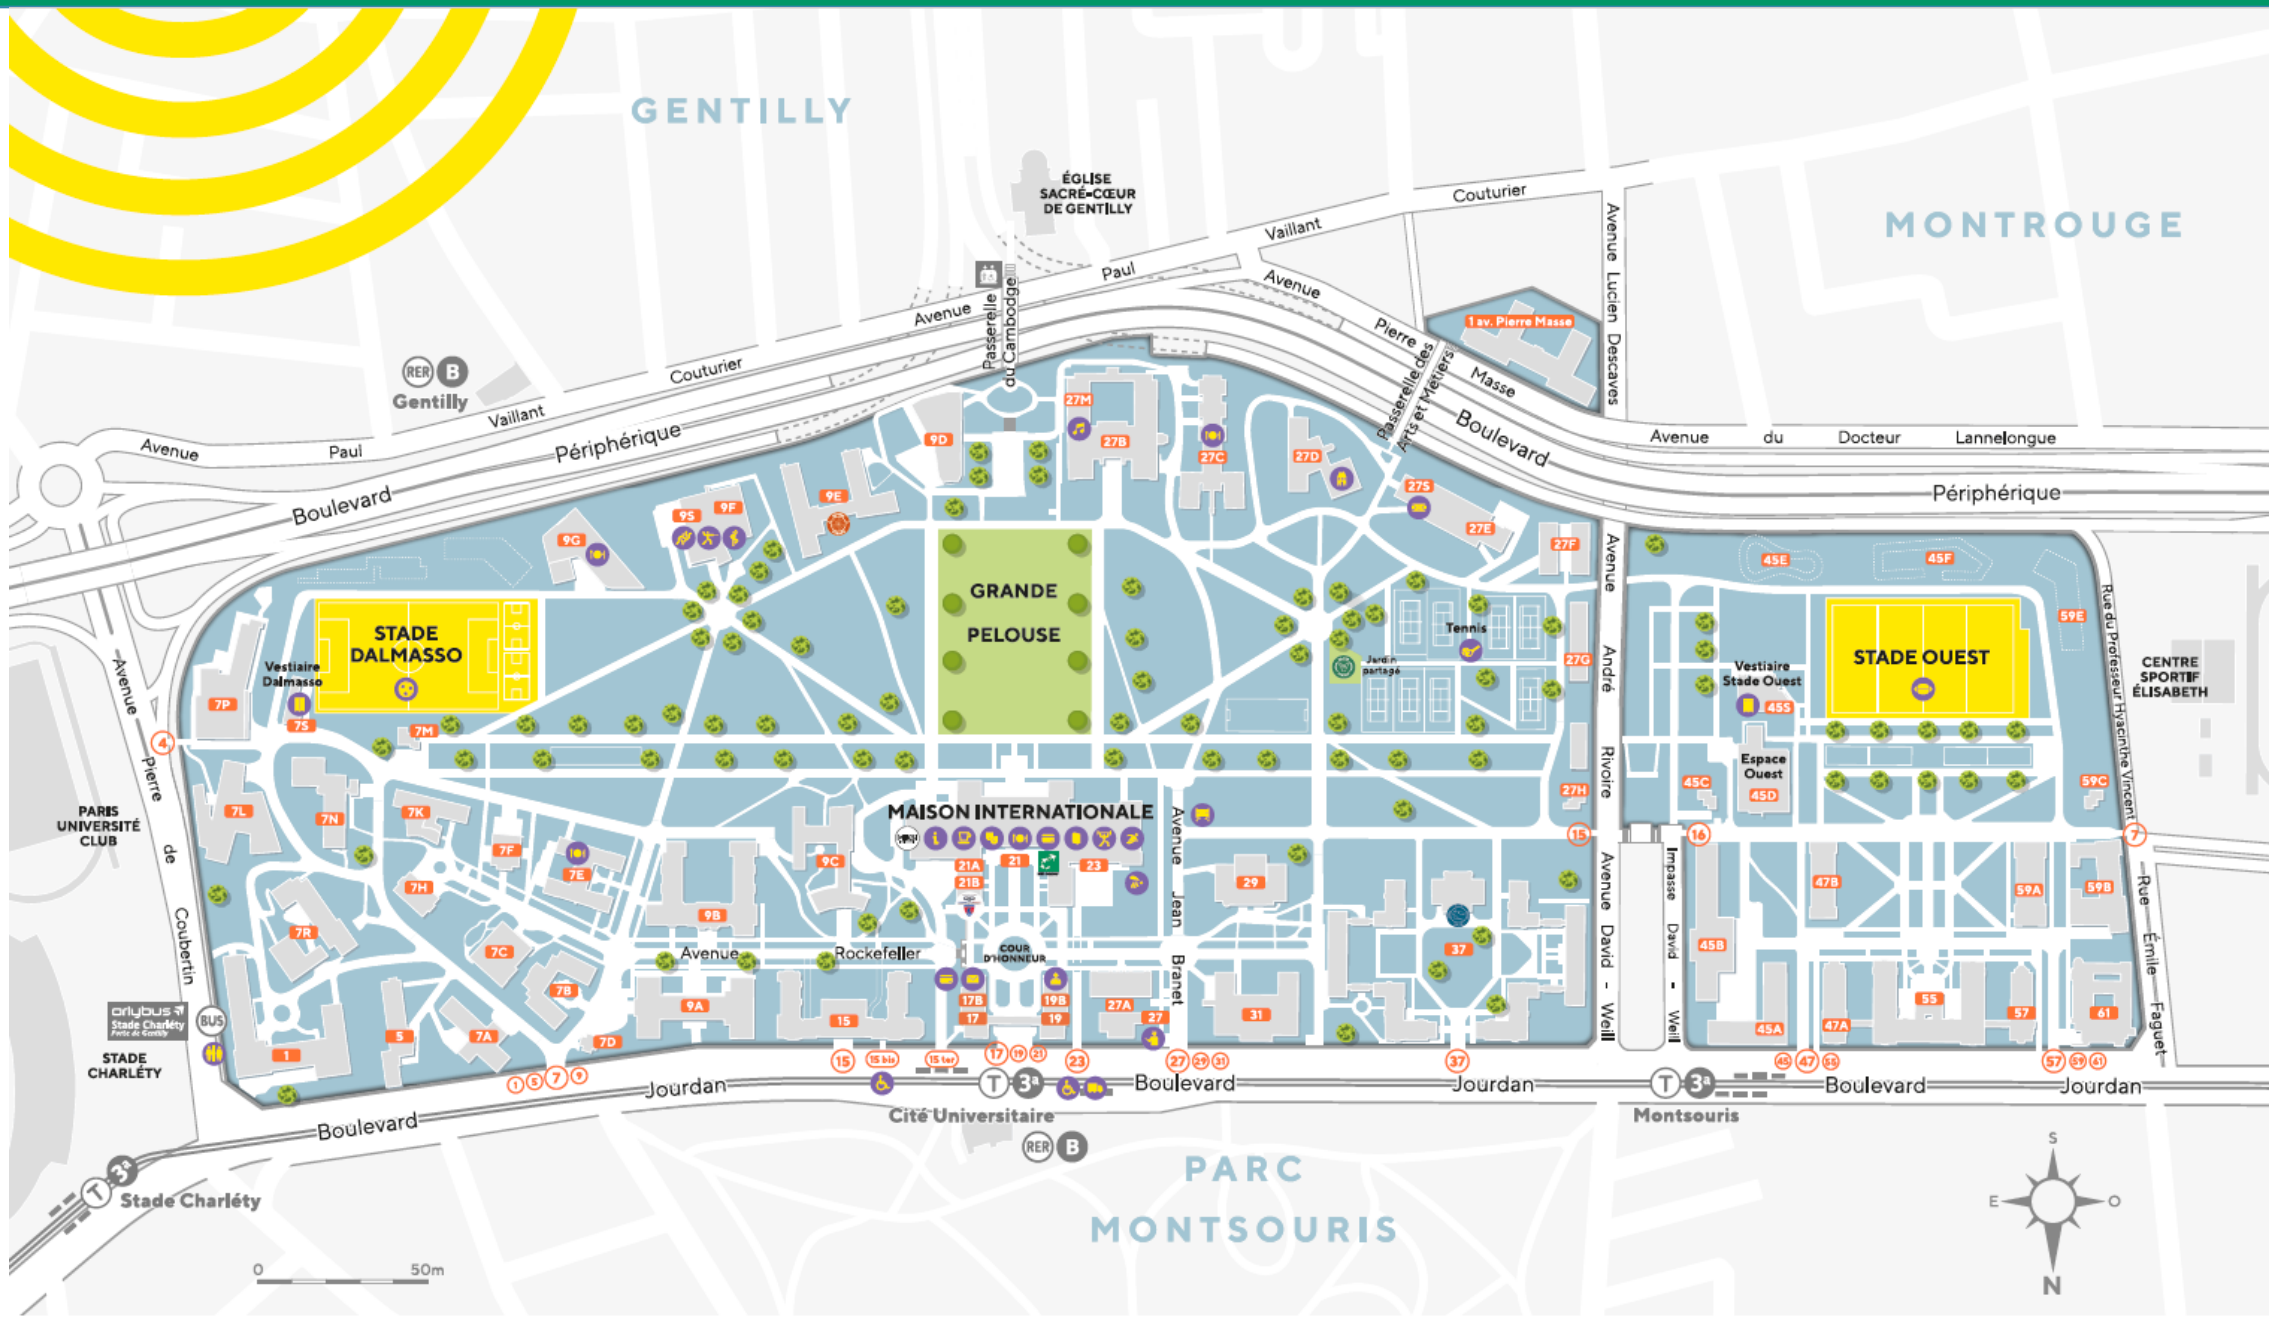 GENTILLY
MONTROUGE
ÉGLISE
SACRÉ-CŒUR
DE GENTILLY
Avenue Paul Vaillant Couturier
Avenue Paul Vaillant Couturier
Avenue Lucien Descaves
Passerelle
du Cambodge
Avenue Pierre Masse
1 av. Pierre Masse
Passerelle des
Arts et Métiers
RER B
Gentilly
Boulevard Périphérique
Boulevard Périphérique
Avenue du Docteur Lannelongue
27M
27B
27C
27D
27S
27E
27F
9D
9E
9F
9S
9G
45E
45F
59E
GRANDE
PELOUSE
STADE
DALMASSO
Vestiaire
Dalmasso
7S
7P
7M
4
Tennis
Jardin
partagé
27G
27H
Avenue André Rivoire
STADE OUEST
Vestiaire
Stade Ouest
45S
Espace
Ouest
45D
45C
59C
Rue du Professeur Hyacinthe Vincent
CENTRE
SPORTIF
ÉLISABETH
Avenue Pierre de Coubertin
PARIS
UNIVERSITÉ
CLUB
7L
7N
7K
7F
7E
7H
7R
7C
7B
7A
7D
5
1
MAISON INTERNATIONALE
21A
21
23
21B
9C
9B
9A
15
Avenue Rockefeller
COUR
D'HONNEUR
17B
17
19B
19
27A
27
29
31
37
Avenue Jean Branet
15
16
7
Avenue David - Weill
Impasse David - Weill
47B
59A
59B
45B
45A
47A
55
57
61
Rue Émile Faguet
orlybus
Stade Charléty
Porte de Gentilly
BUS
STADE
CHARLÉTY
1 5 7 9
15
15 bis
15 ter
17 19 21
23
27 29 31
37
45 47 55
57 59 61
Boulevard Jourdan Boulevard Jourdan Boulevard Jourdan
T 3a
Cité Universitaire
RER B
T 3a
Montsouris
T 3a
Stade Charléty
PARC
MONTSOURIS
0 50m
S
E O
N